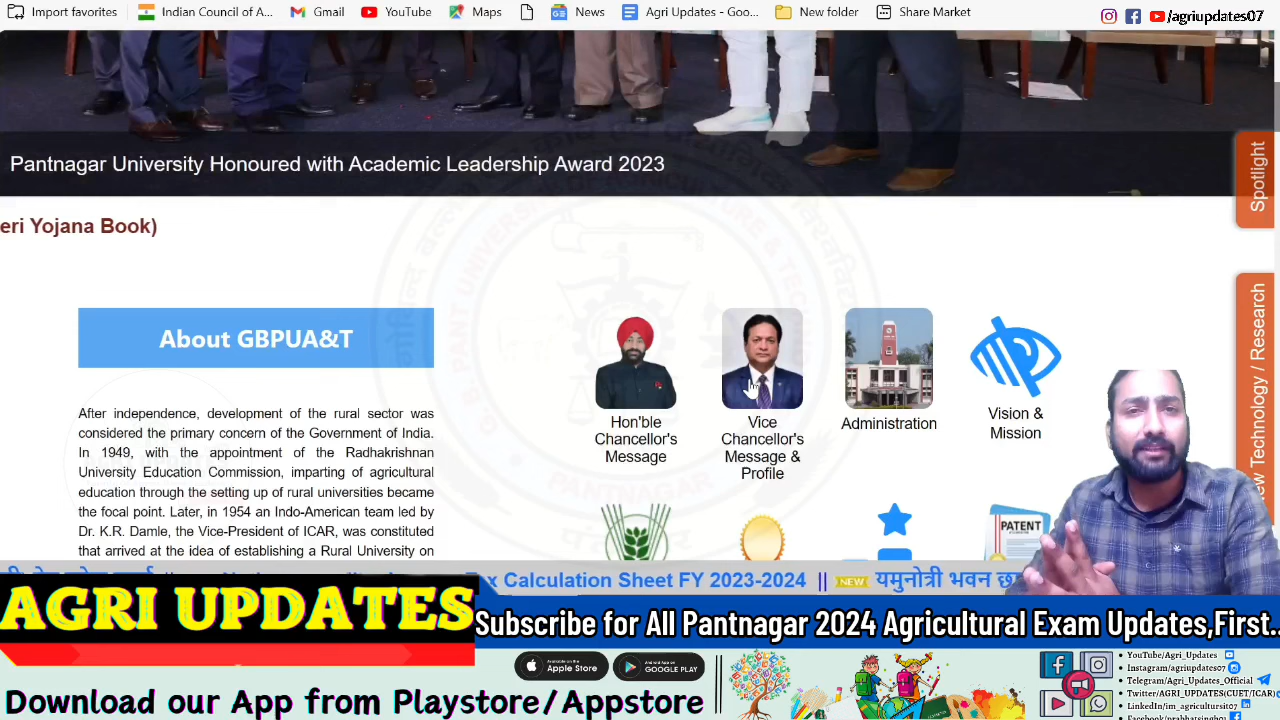 Import favorites
Indian Council of A...
Gmail
YouTube
Maps
News
Agri Updates - Goo...
New folder
Share Market
/agriupdates07
Pantnagar University Honoured with Academic Leadership Award 2023
Spotlight
eri Yojana Book)
Technology / Research
About GBPUA&T
After independence, development of the rural sector was
considered the primary concern of the Government of India.
In 1949, with the appointment of the Radhakrishnan
University Education Commission, imparting of agricultural
education through the setting up of rural universities became
the focal point. Later, in 1954 an Indo-American team led by
Dr. K.R. Damle, the Vice-President of ICAR, was constituted
that arrived at the idea of establishing a Rural University on
Hon'ble
Chancellor's
Message
Vice
Chancellor's
Message &
Profile
Administration
Vision &
Mission
PATENT
Calculation Sheet FY 2023-2024 || NEW यमुनोत्री भवन
AGRI UPDATES
Subscribe for All Pantnagar 2024 Agricultural Exam Updates,First..
Download our App from Playstore/Appstore
Available on the
Apple Store
Android App on
GOOGLE PLAY
• YouTube/Agri_Updates
• Instagram/agriupdates07
• Telegram/Agri_Updates_Official
• Twitter/AGRI_UPDATES(CUET/ICAR)
• LinkedIn/im_agriculturist07
• Facebook/prabhatsingh01